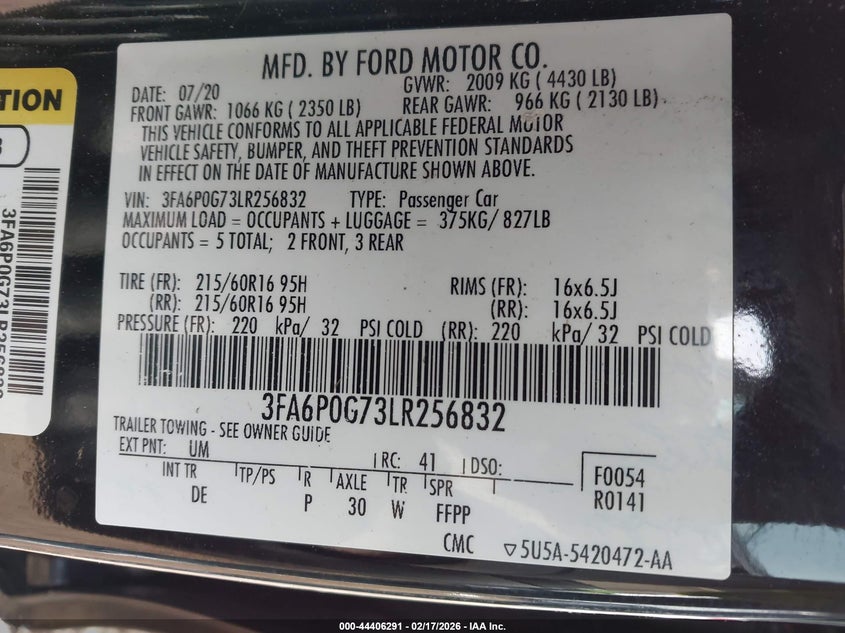 MFD. BY FORD MOTOR CO.
DATE: 07/20 GVWR: 2009 KG ( 4430 LB)
FRONT GAWR: 1066 KG ( 2350 LB) REAR GAWR: 966 KG ( 2130 LB)
THIS VEHICLE CONFORMS TO ALL APPLICABLE FEDERAL MOTOR
VEHICLE SAFETY, BUMPER, AND THEFT PREVENTION STANDARDS
IN EFFECT ON THE DATE OF MANUFACTURE SHOWN ABOVE.
VIN: 3FA6P0G73LR256832 TYPE: Passenger Car
MAXIMUM LOAD = OCCUPANTS + LUGGAGE = 375KG/ 827LB
OCCUPANTS = 5 TOTAL; 2 FRONT, 3 REAR
TIRE (FR): 215/60R16 95H RIMS (FR): 16x6.5J
(RR): 215/60R16 95H (RR): 16x6.5J
PRESSURE (FR): 220 kPa/ 32 PSI COLD (RR): 220 kPa/ 32 PSI COLD
3FA6P0G73LR256832
TRAILER TOWING - SEE OWNER GUIDE
EXT PNT: UM RC: 41 DSO:
INT TR TP/PS R AXLE TR SPR
DE P 30 W FFPP
F0054
R0141
CMC ▽5U5A-5420472-AA
TION
3FA6P0G73LR256832
000-44406291 - 02/17/2026 - IAA Inc.